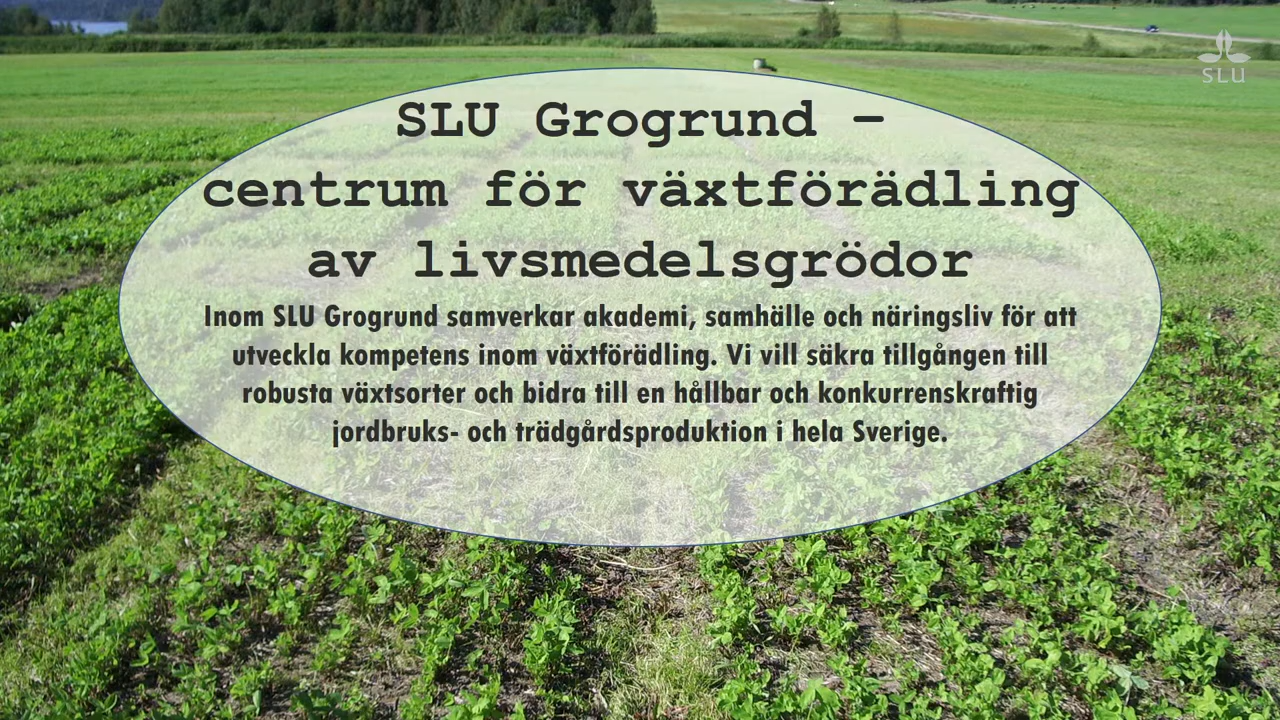 SLU
SLU Grogrund –
centrum för växtförädling
av livsmedelsgrödor
Inom SLU Grogrund samverkar akademi, samhälle och näringsliv för att
utveckla kompetens inom växtförädling. Vi vill säkra tillgången till
robusta växtsorter och bidra till en hållbar och konkurrenskraftig
jordbruks- och trädgårdsproduktion i hela Sverige.